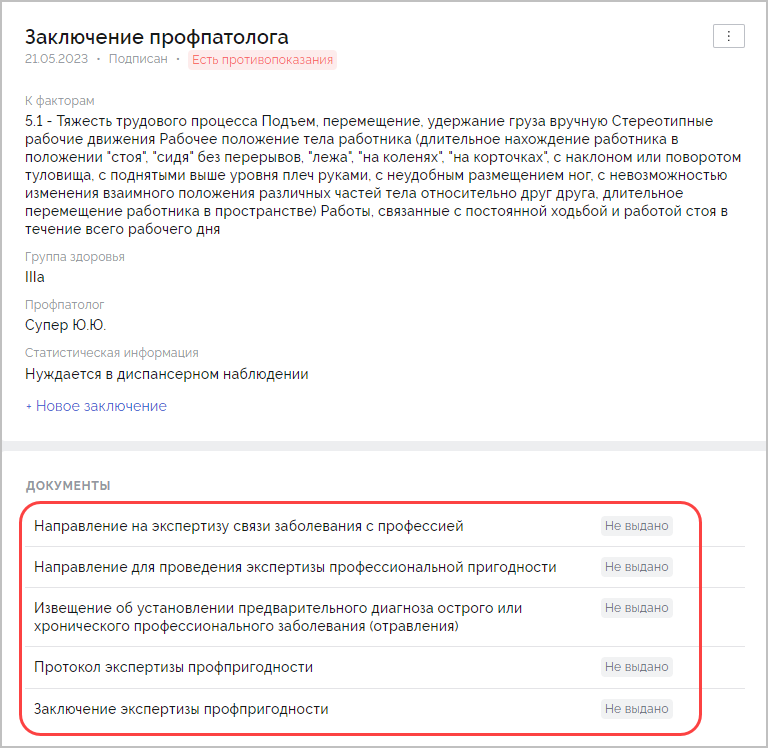 Заключение профпатолога
21.05.2023 • Подписан • Есть противопоказания
К факторам
5.1 - Тяжесть трудового процесса Подъем, перемещение, удержание груза вручную Стереотипные
рабочие движения Рабочее положение тела работника (длительное нахождение работника в
положении "стоя", "сидя" без перерывов, "лежа", "на коленях", "на корточках", с наклоном или поворотом
туловища, с поднятыми выше уровня плеч руками, с неудобным размещением ног, с невозможностью
изменения взаимного положения различных частей тела относительно друг друга, длительное
перемещение работника в пространстве) Работы, связанные с постоянной ходьбой и работой стоя в
течение всего рабочего дня
Группа здоровья
IIIа
Профпатолог
Супер Ю.Ю.
Статистическая информация
Нуждается в диспансерном наблюдении
+ Новое заключение
ДОКУМЕНТЫ
Направление на экспертизу связи заболевания с профессией Не выдано
Направление для проведения экспертизы профессиональной пригодности Не выдано
Извещение об установлении предварительного диагноза острого или Не выдано
хронического профессионального заболевания (отравления)
Протокол экспертизы профпригодности Не выдано
Заключение экспертизы профпригодности Не выдано